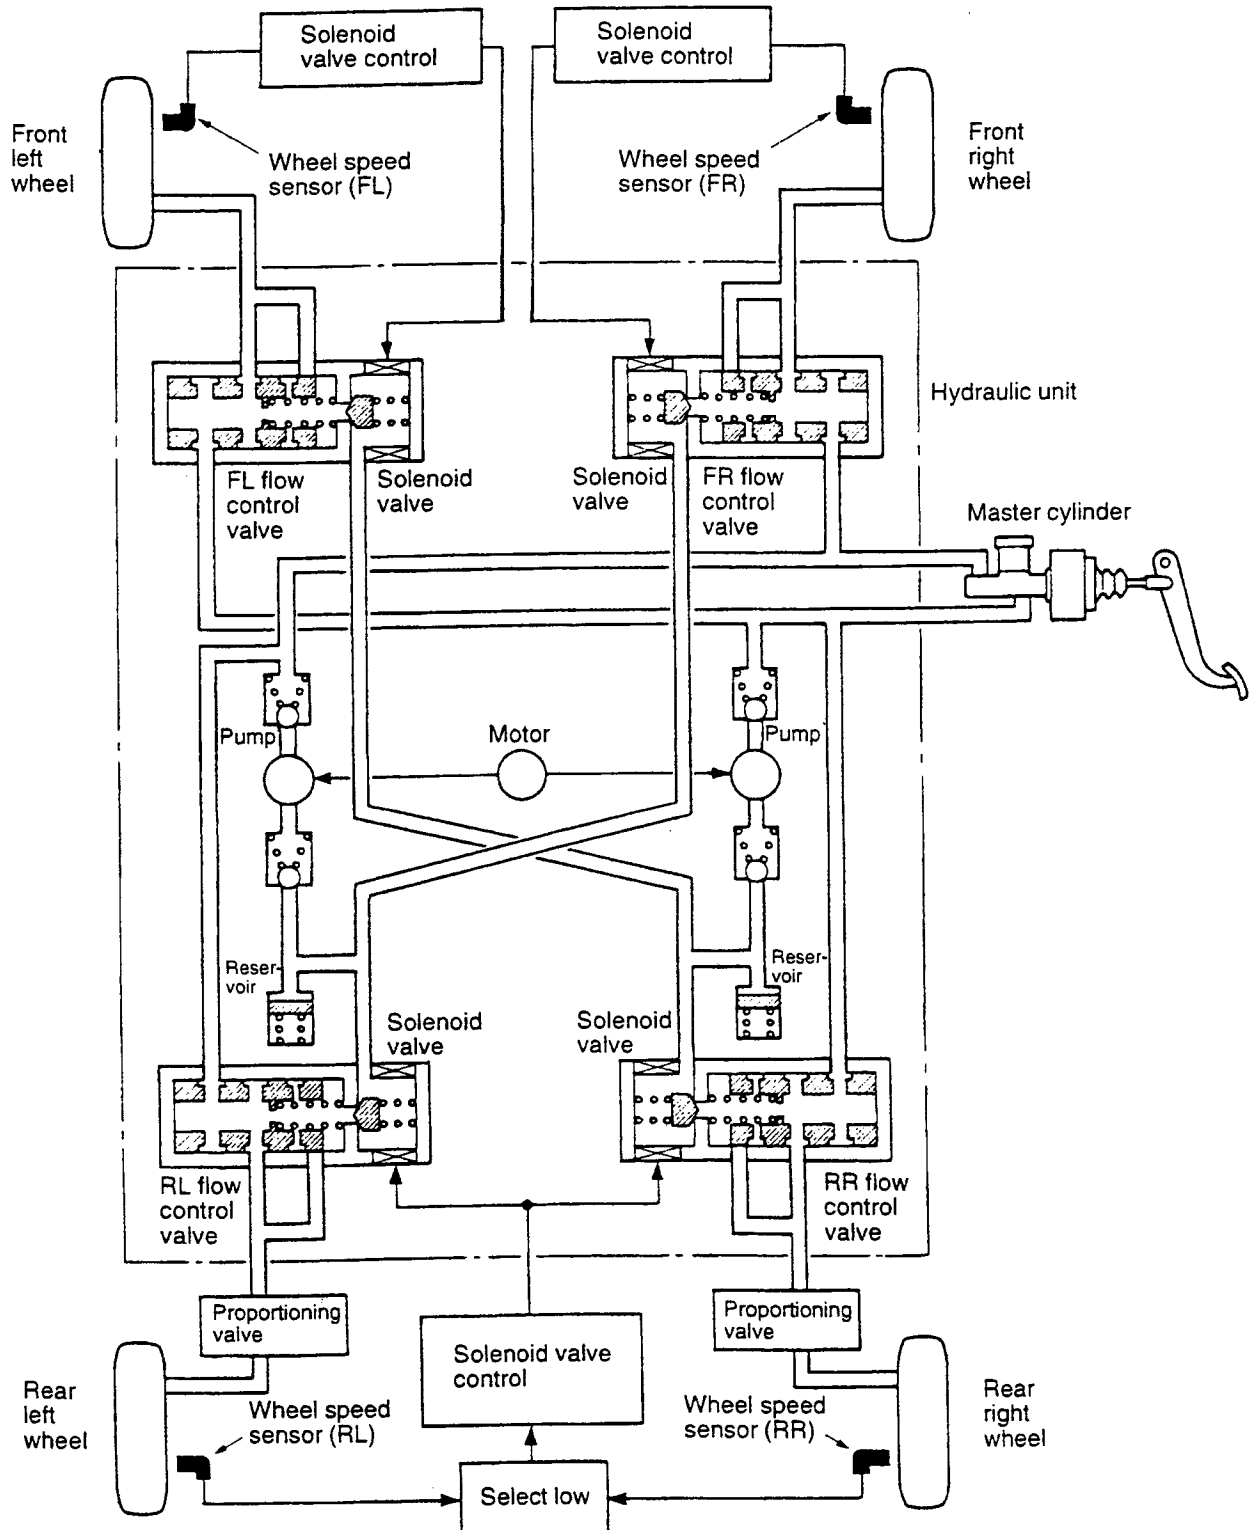 Solenoid
valve control
Solenoid
valve control
Front
left
wheel
Wheel speed
sensor (FL)
Wheel speed
sensor (FR)
Front
right
wheel
Hydraulic unit
FL flow
control
valve
Solenoid
valve
Solenoid
valve
FR flow
control
valve
Master cylinder
Pump
Motor
Pump
Reser-
voir
Reser-
voir
Solenoid
valve
Solenoid
valve
RL flow
control
valve
RR flow
control
valve
Proportioning
valve
Proportioning
valve
Solenoid valve
control
Rear
left
wheel
Wheel speed
sensor (RL)
Wheel speed
sensor (RR)
Rear
right
wheel
Select low